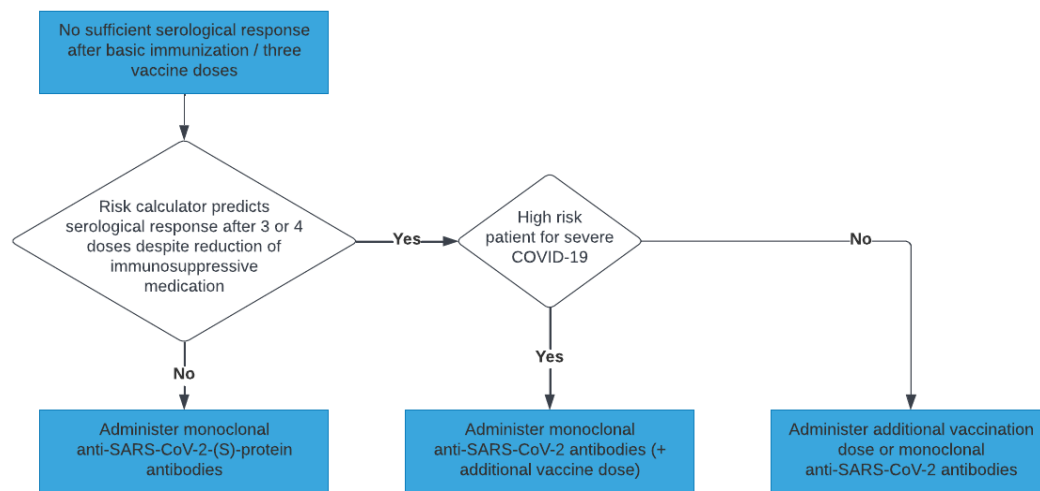 No sufficient serological response
after basic immunization / three
vaccine doses
Risk calculator predicts
serological response after 3 or 4
doses despite reduction of
immunosuppressive
medication
Yes
High risk
patient for severe
COVID-19
No
No
Yes
Administer monoclonal
anti-SARS-CoV-2-(S)-protein
antibodies
Administer monoclonal
anti-SARS-CoV-2 antibodies (+
additional vaccine dose)
Administer additional vaccination
dose or monoclonal
anti-SARS-CoV-2 antibodies